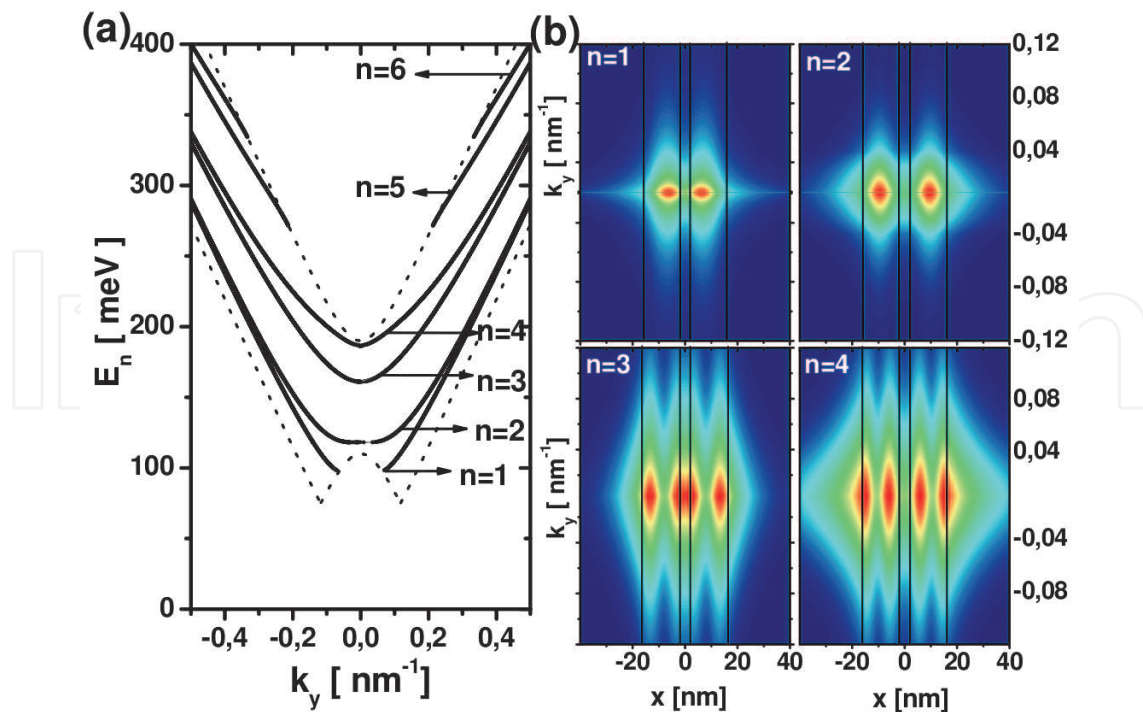 (a)
400
300
200
100
0
E_n [ meV]
n=6
n=5
n=4
n=3
n=2
n=1
-0,4
-0,2
0,0
0,2
0,4
k_y [ nm⁻¹]
(b)
n=1
n=2
0,12
0,08
0,04
-0,04
-0,08
-0,12
k_y [ nm⁻¹]
n=3
n=4
0,08
0,04
-0,04
-0,08
k_y [ nm⁻¹]
-20 0 20 40
-20 0 20 40
x [nm]
x [nm]